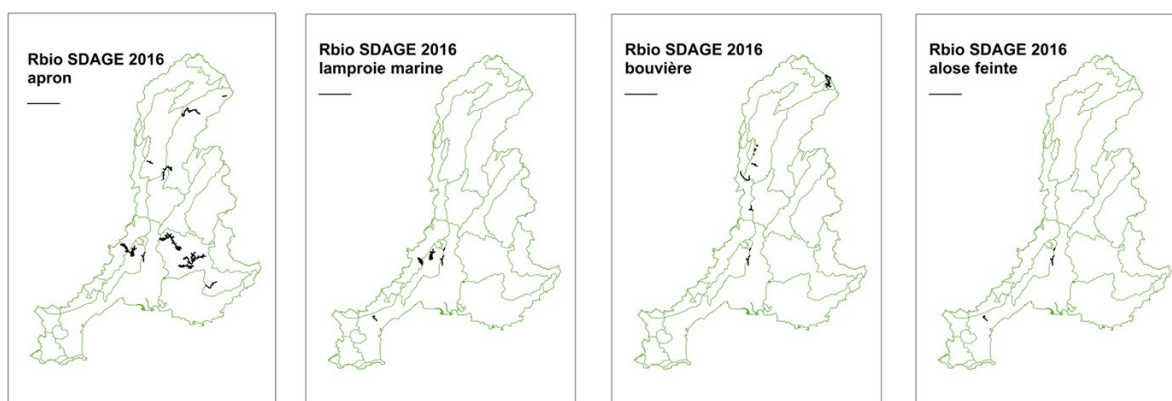 Rbio SDAGE 2016
apron
Rbio SDAGE 2016
lamproie marine
Rbio SDAGE 2016
bouvière
Rbio SDAGE 2016
alose feinte